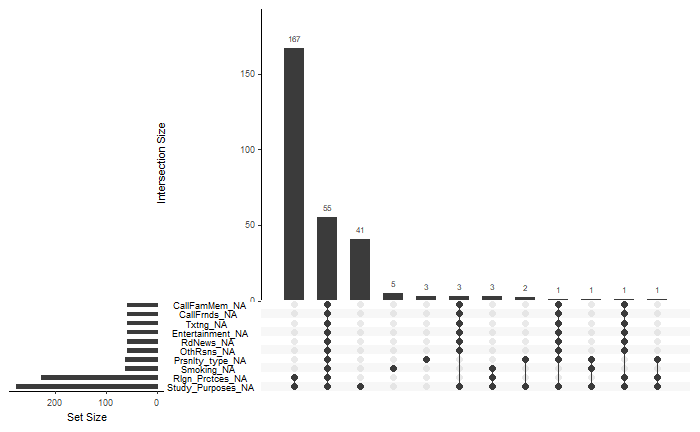 167
150
Intersection Size
100
55
41
50
5
3
3
3
2
1
1
1
1
0
CallFamMem_NA
CallFrnds_NA
Txtng_NA
Entertainment_NA
RdNews_NA
OthRsns_NA
Prsnlty_type_NA
Smoking_NA
Rlgn_Prctces_NA
Study_Purposes_NA
200 100 0
Set Size